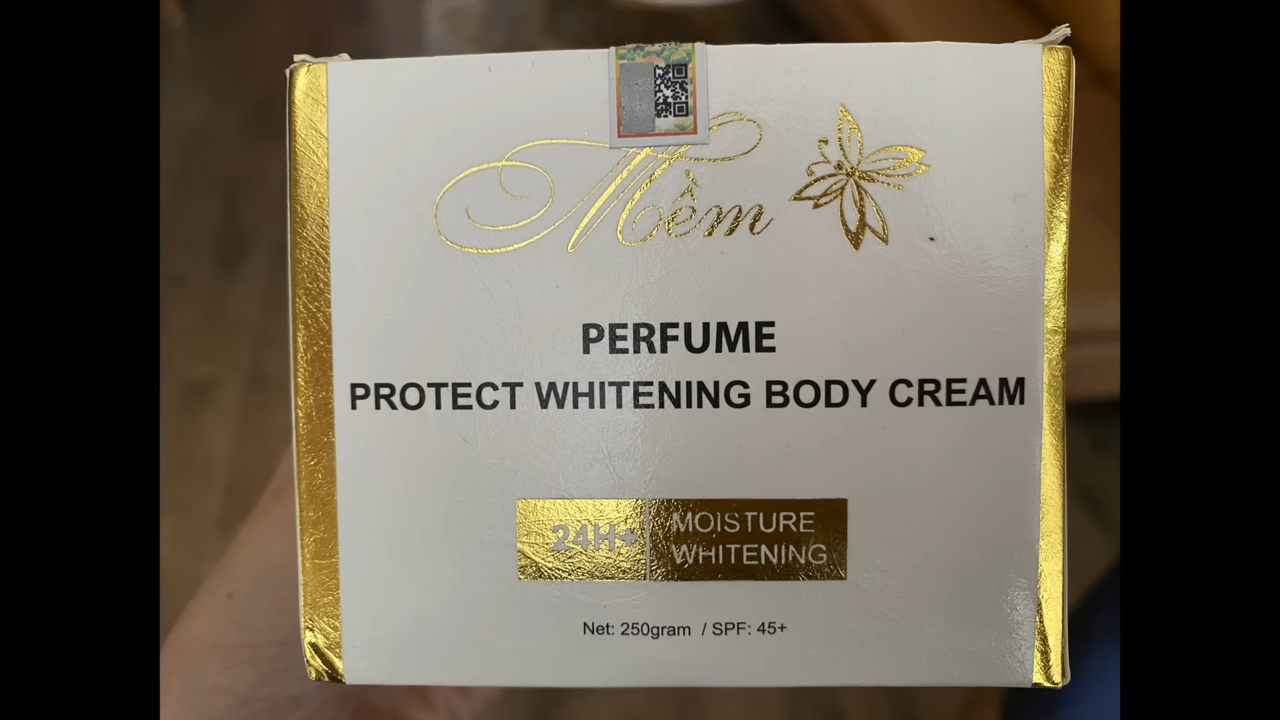 Mềm
PERFUME
PROTECT WHITENING BODY CREAM
24H+
MOISTURE
WHITENING
Net: 250gram / SPF: 45+